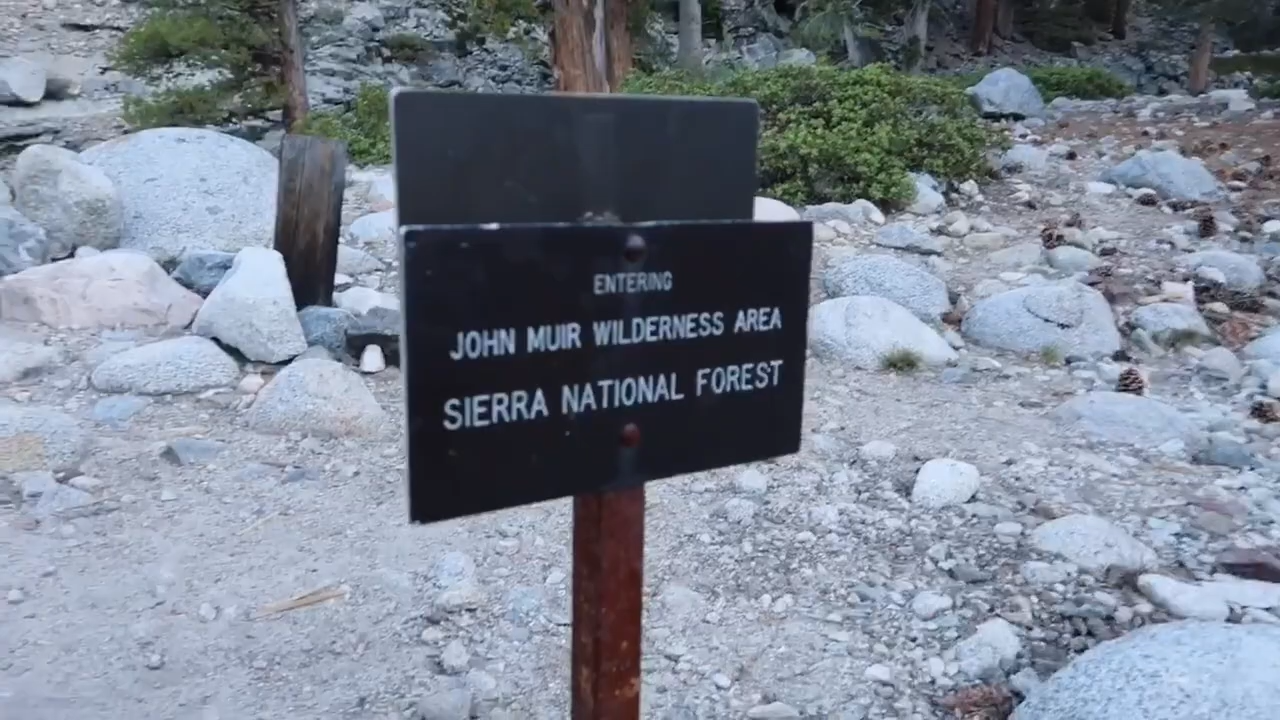 ENTERING
JOHN MUIR WILDERNESS AREA
SIERRA NATIONAL FOREST